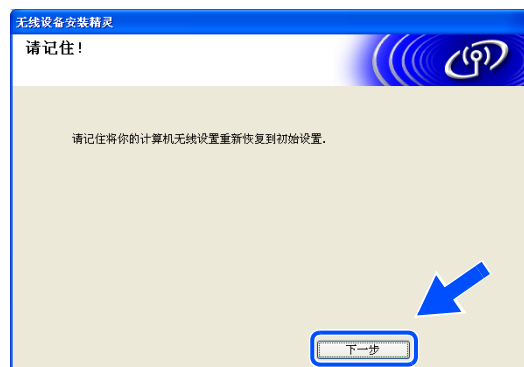 无线设备安装精灵
请记住!
请记住将你的计算机无线设置重新恢复到初始设置.
下一步